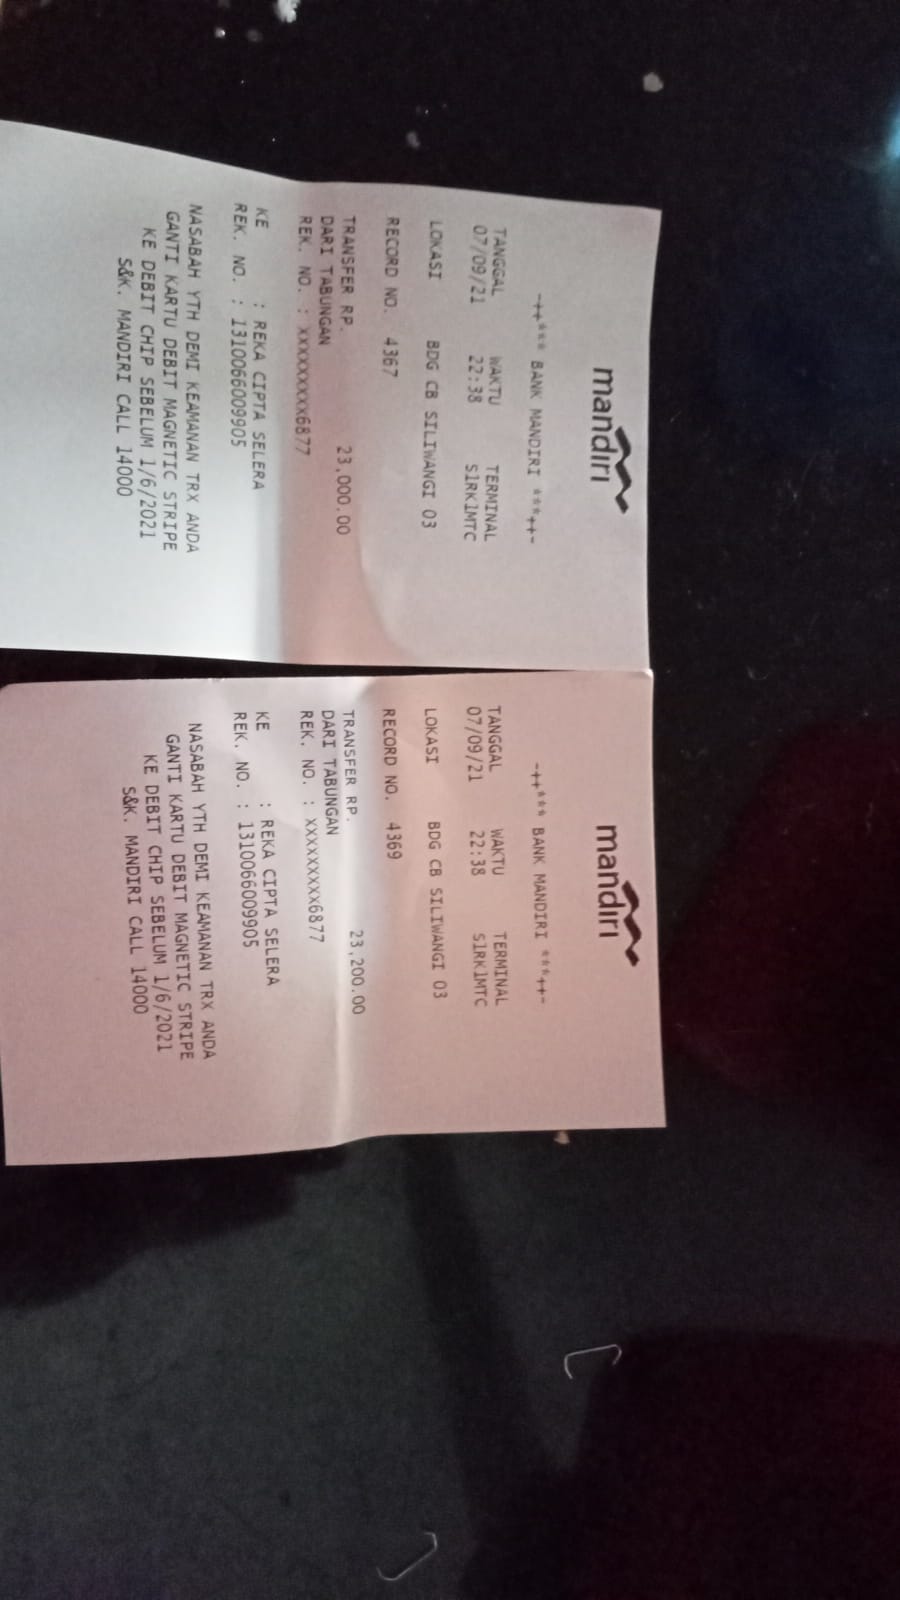 mandiri
-++*** BANK MANDIRI ***++-
TANGGAL WAKTU TERMINAL
07/09/21 22:38 S1RK1MTC
LOKASI BDG CB SILIWANGI 03
RECORD NO. 4367
TRANSFER RP. 23,000.00
DARI TABUNGAN
REK. NO. : XXXXXXXXX6877
KE : REKA CIPTA SELERA
REK. NO. : 1310066009905
NASABAH YTH DEMI KEAMANAN TRX ANDA
GANTI KARTU DEBIT MAGNETIC STRIPE
KE DEBIT CHIP SEBELUM 1/6/2021
S&K. MANDIRI CALL 14000
mandiri
-++*** BANK MANDIRI ***++-
TANGGAL WAKTU TERMINAL
07/09/21 22:38 S1RK1MTC
LOKASI BDG CB SILIWANGI 03
RECORD NO. 4369
TRANSFER RP. 23,200.00
DARI TABUNGAN
REK. NO. : XXXXXXXXX6877
KE : REKA CIPTA SELERA
REK. NO. : 1310066009905
NASABAH YTH DEMI KEAMANAN TRX ANDA
GANTI KARTU DEBIT MAGNETIC STRIPE
KE DEBIT CHIP SEBELUM 1/6/2021
S&K. MANDIRI CALL 14000